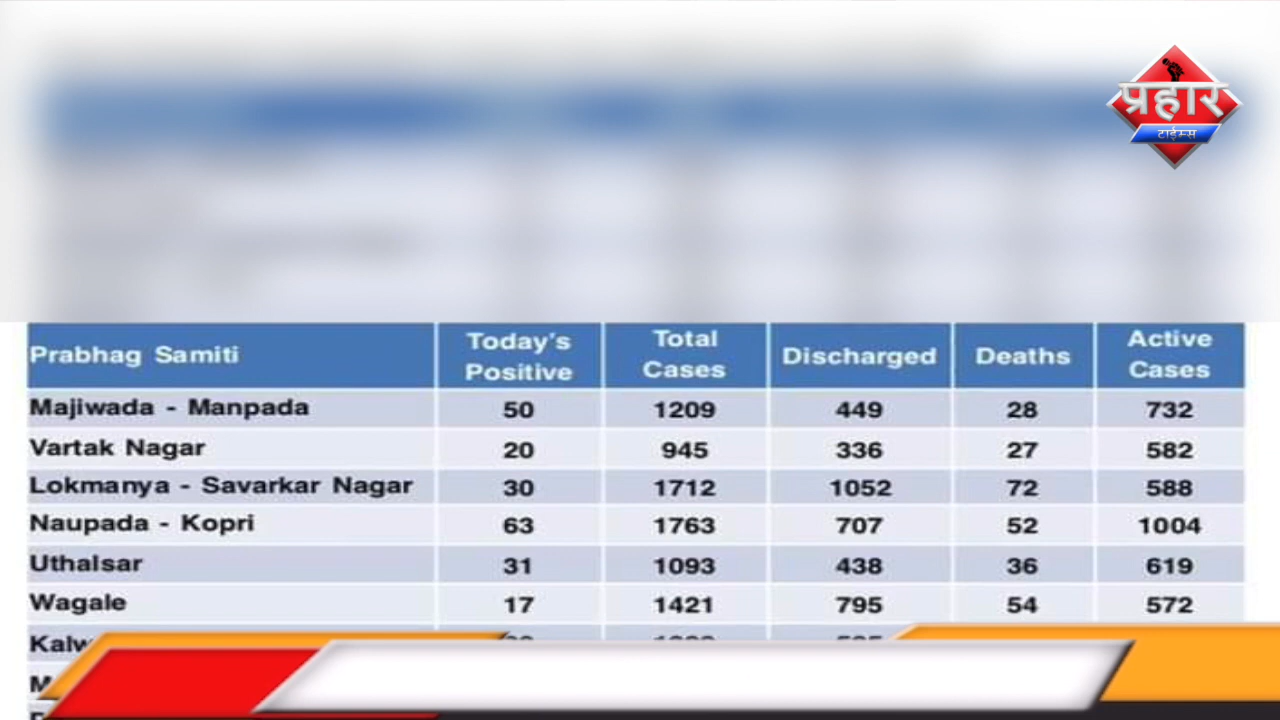 प्रहार
टाईम्स
Prabhag Samiti Today's Positive Total Cases Discharged Deaths Active Cases
Majiwada - Manpada 50 1209 449 28 732
Vartak Nagar 20 945 336 27 582
Lokmanya - Savarkar Nagar 30 1712 1052 72 588
Naupada - Kopri 63 1763 707 52 1004
Uthalsar 31 1093 438 36 619
Wagale 17 1421 795 54 572